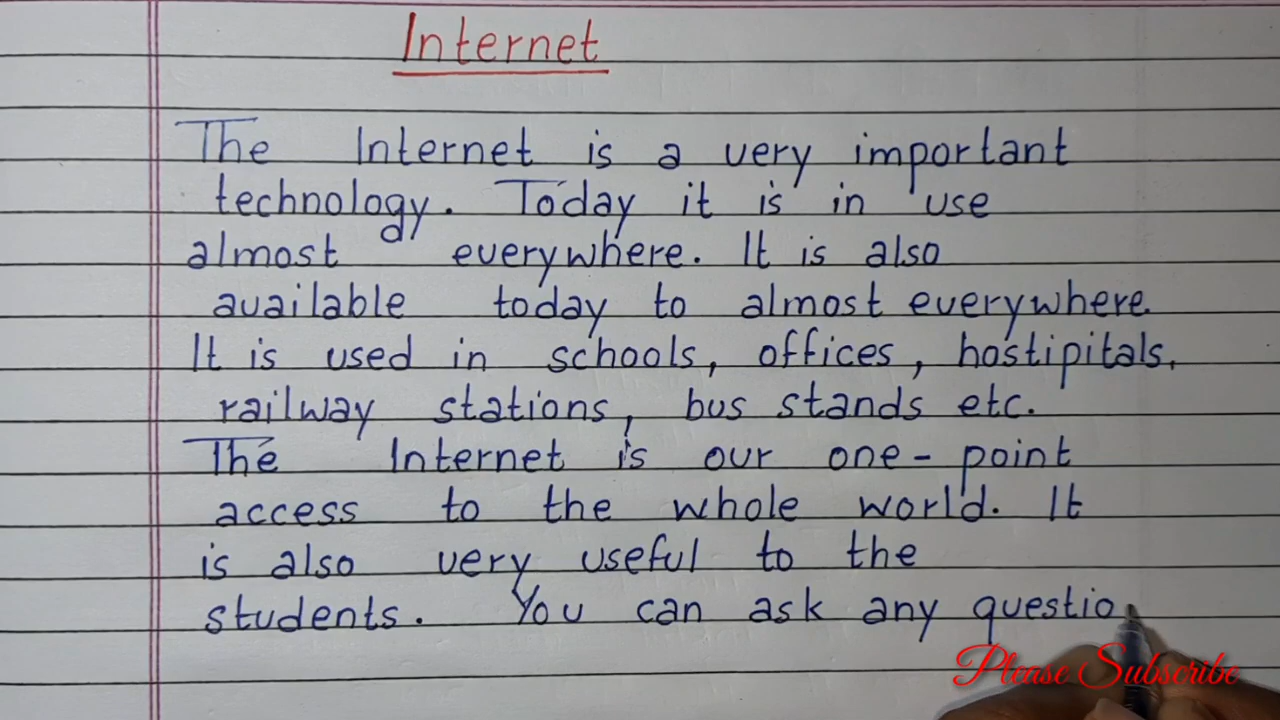 Internet
The Internet is a very important
technology. Today it is in use
almost everywhere. It is also
available today to almost everywhere.
It is used in schools, offices, hostipitals,
railway stations, bus stands etc.
The Internet is our one-point
access to the whole world. It
is also very useful to the
students. You can ask any questio
Please Subscribe